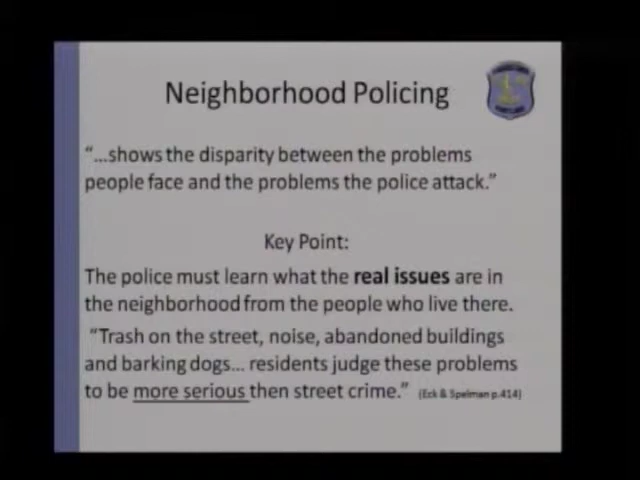 Neighborhood Policing
“...shows the disparity between the problems
people face and the problems the police attack.”
Key Point:
The police must learn what the real issues are in
the neighborhood from the people who live there.
“Trash on the street, noise, abandoned buildings
and barking dogs... residents judge these problems
to be more serious then street crime.” (Eck & Spelman p.414)